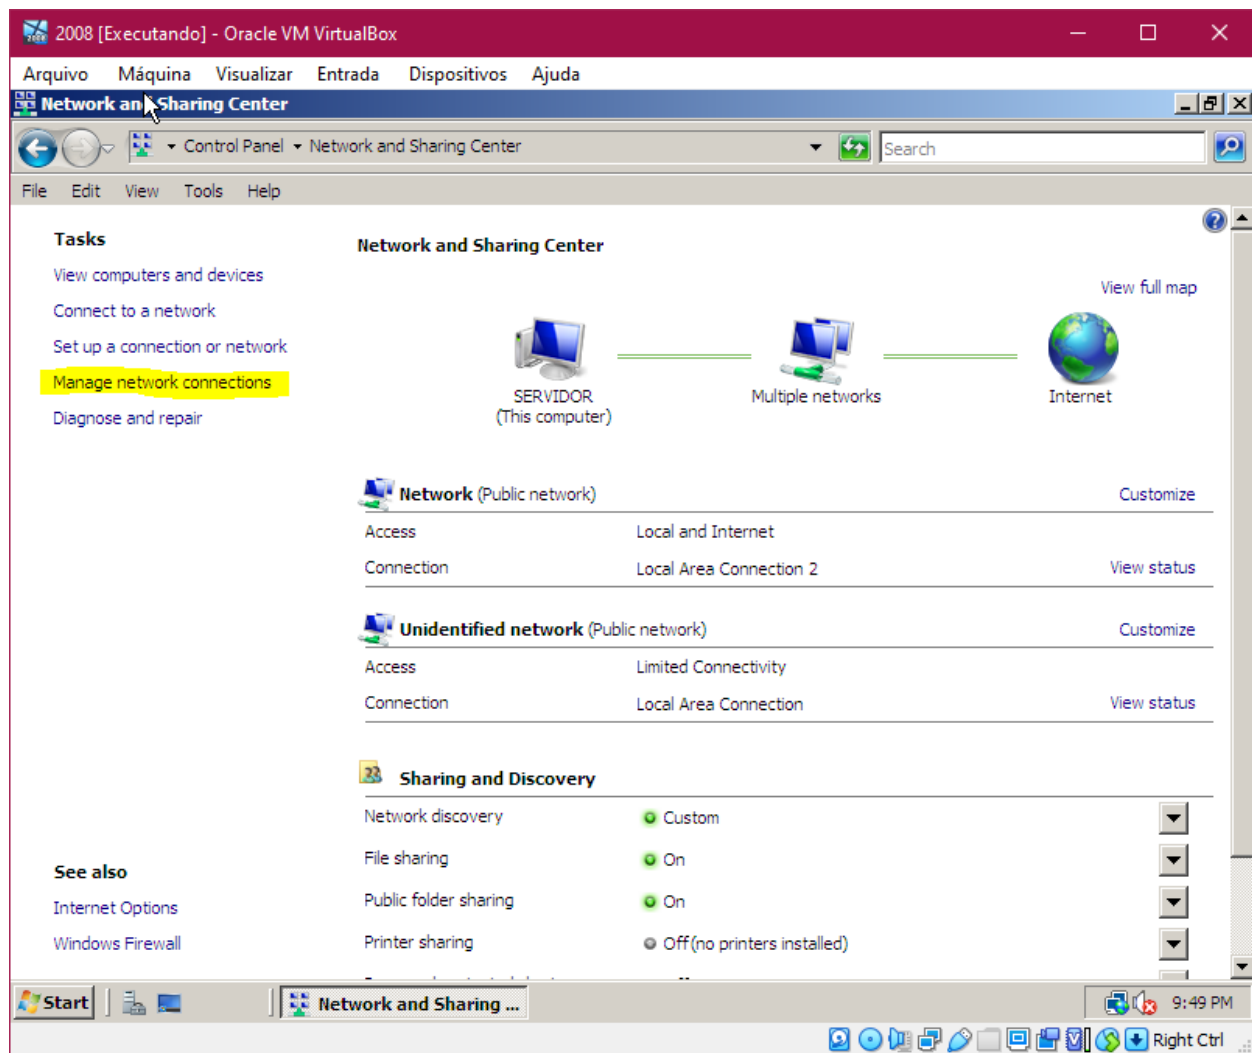 2008 [Executando] - Oracle VM VirtualBox
Arquivo Máquina Visualizar Entrada Dispositivos Ajuda
Network and Sharing Center
Control Panel Network and Sharing Center Search
File Edit View Tools Help
Tasks
View computers and devices
Connect to a network
Set up a connection or network
Manage network connections
Diagnose and repair
See also
Internet Options
Windows Firewall
Network and Sharing Center
View full map
SERVIDOR Multiple networks Internet
(This computer)
Network (Public network) Customize
Access Local and Internet
Connection Local Area Connection 2 View status
Unidentified network (Public network) Customize
Access Limited Connectivity
Connection Local Area Connection View status
Sharing and Discovery
Network discovery Custom
File sharing On
Public folder sharing On
Printer sharing Off (no printers installed)
Start Network and Sharing ... 9:49 PM
Right Ctrl